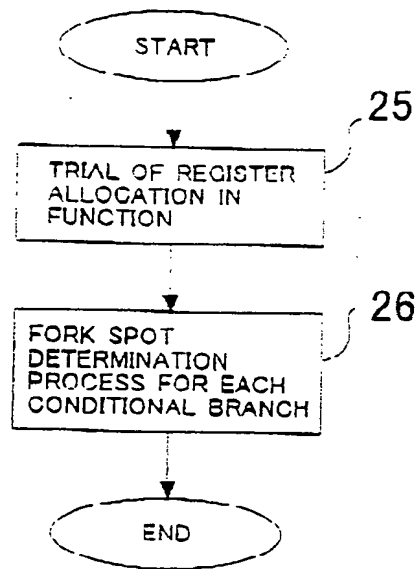 START
25
TRIAL OF REGISTER
ALLOCATION IN
FUNCTION
26
FORK SPOT
DETERMINATION
PROCESS FOR EACH
CONDITIONAL BRANCH
END